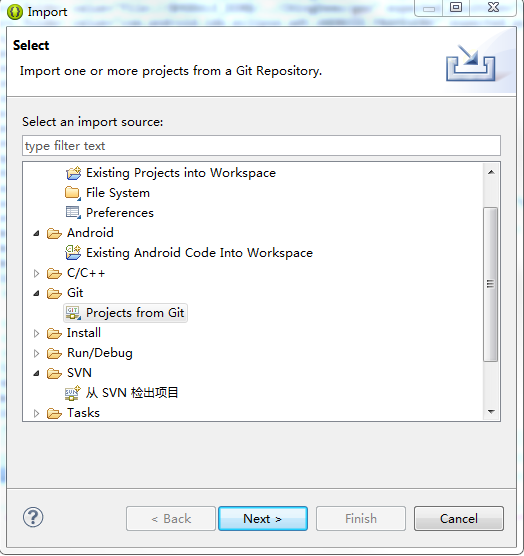 Import
Select
Import one or more projects from a Git Repository.
Select an import source:
type filter text
Existing Projects into Workspace
File System
Preferences
Android
Existing Android Code Into Workspace
C/C++
Git
Projects from Git
Install
Run/Debug
SVN
从 SVN 检出项目
Tasks
< Back
Next >
Finish
Cancel